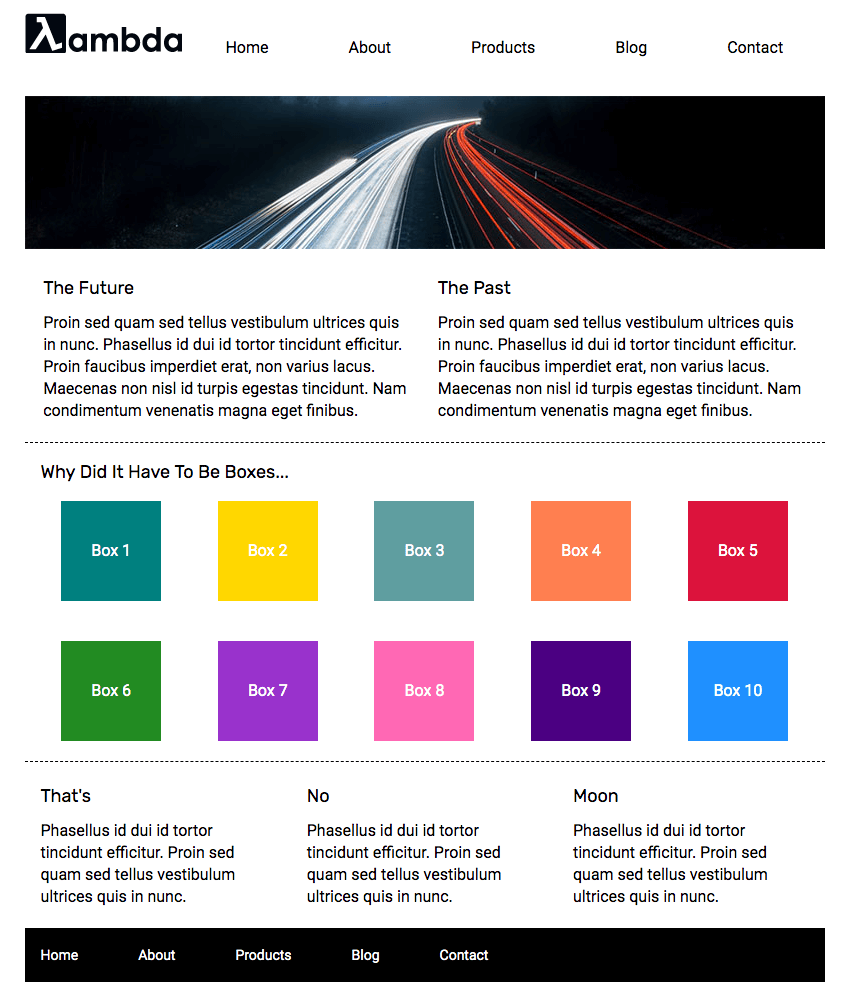 λambda
Home About Products Blog Contact
The Future
Proin sed quam sed tellus vestibulum ultrices quis
in nunc. Phasellus id dui id tortor tincidunt efficitur.
Proin faucibus imperdiet erat, non varius lacus.
Maecenas non nisl id turpis egestas tincidunt. Nam
condimentum venenatis magna eget finibus.
The Past
Proin sed quam sed tellus vestibulum ultrices quis
in nunc. Phasellus id dui id tortor tincidunt efficitur.
Proin faucibus imperdiet erat, non varius lacus.
Maecenas non nisl id turpis egestas tincidunt. Nam
condimentum venenatis magna eget finibus.
Why Did It Have To Be Boxes...
Box 1 Box 2 Box 3 Box 4 Box 5
Box 6 Box 7 Box 8 Box 9 Box 10
That's
Phasellus id dui id tortor
tincidunt efficitur. Proin sed
quam sed tellus vestibulum
ultrices quis in nunc.
No
Phasellus id dui id tortor
tincidunt efficitur. Proin sed
quam sed tellus vestibulum
ultrices quis in nunc.
Moon
Phasellus id dui id tortor
tincidunt efficitur. Proin sed
quam sed tellus vestibulum
ultrices quis in nunc.
Home About Products Blog Contact